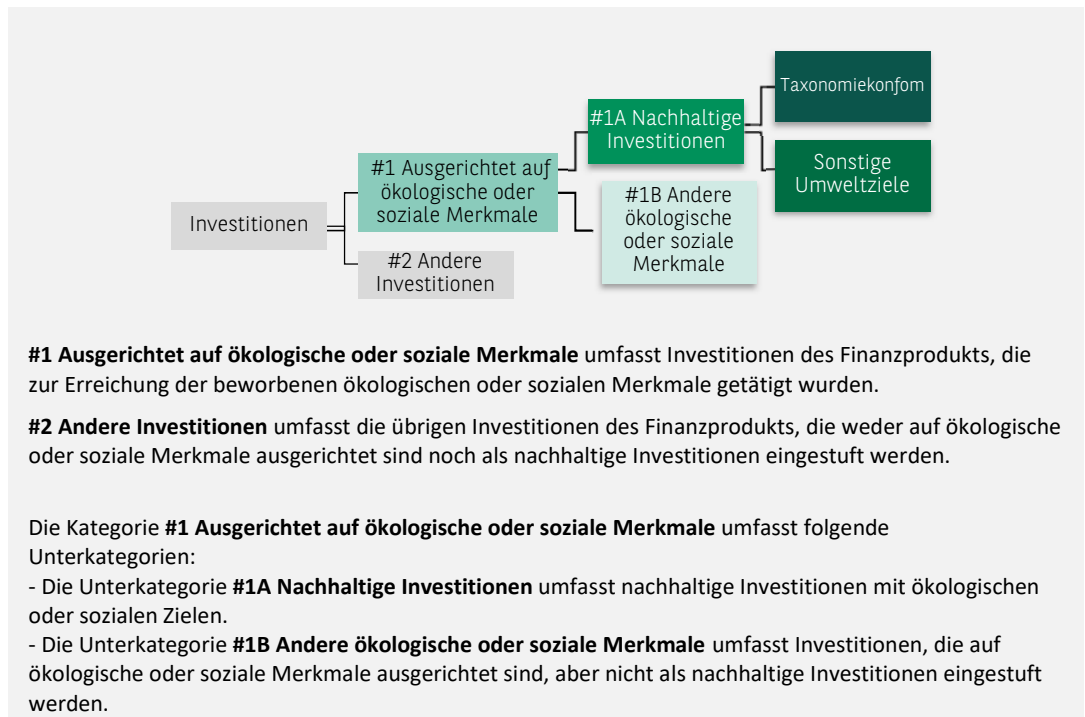 Taxonomiekonfom
#1A Nachhaltige
Investitionen
Sonstige
Umweltziele
#1 Ausgerichtet auf
ökologische oder
soziale Merkmale
#1B Andere
ökologische
oder soziale
Merkmale
Investitionen
#2 Andere
Investitionen
#1 Ausgerichtet auf ökologische oder soziale Merkmale umfasst Investitionen des Finanzprodukts, die
zur Erreichung der beworbenen ökologischen oder sozialen Merkmale getätigt wurden.
#2 Andere Investitionen umfasst die übrigen Investitionen des Finanzprodukts, die weder auf ökologische
oder soziale Merkmale ausgerichtet sind noch als nachhaltige Investitionen eingestuft werden.
Die Kategorie #1 Ausgerichtet auf ökologische oder soziale Merkmale umfasst folgende
Unterkategorien:
- Die Unterkategorie #1A Nachhaltige Investitionen umfasst nachhaltige Investitionen mit ökologischen
oder sozialen Zielen.
- Die Unterkategorie #1B Andere ökologische oder soziale Merkmale umfasst Investitionen, die auf
ökologische oder soziale Merkmale ausgerichtet sind, aber nicht als nachhaltige Investitionen eingestuft
werden.